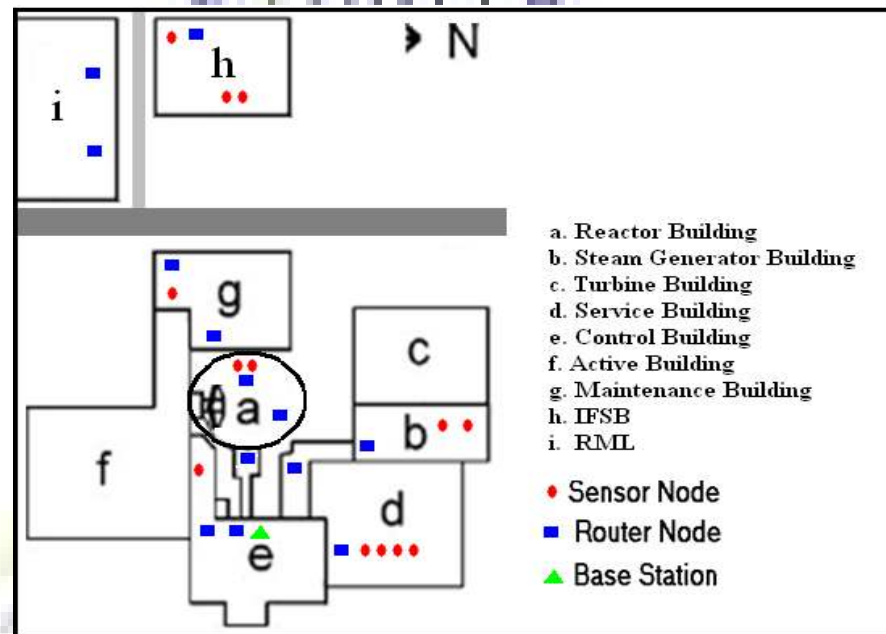 N
h
i
g
c
a
b
f
d
e
a. Reactor Building
b. Steam Generator Building
c. Turbine Building
d. Service Building
e. Control Building
f. Active Building
g. Maintenance Building
h. IFSB
i. RML
Sensor Node
Router Node
Base Station